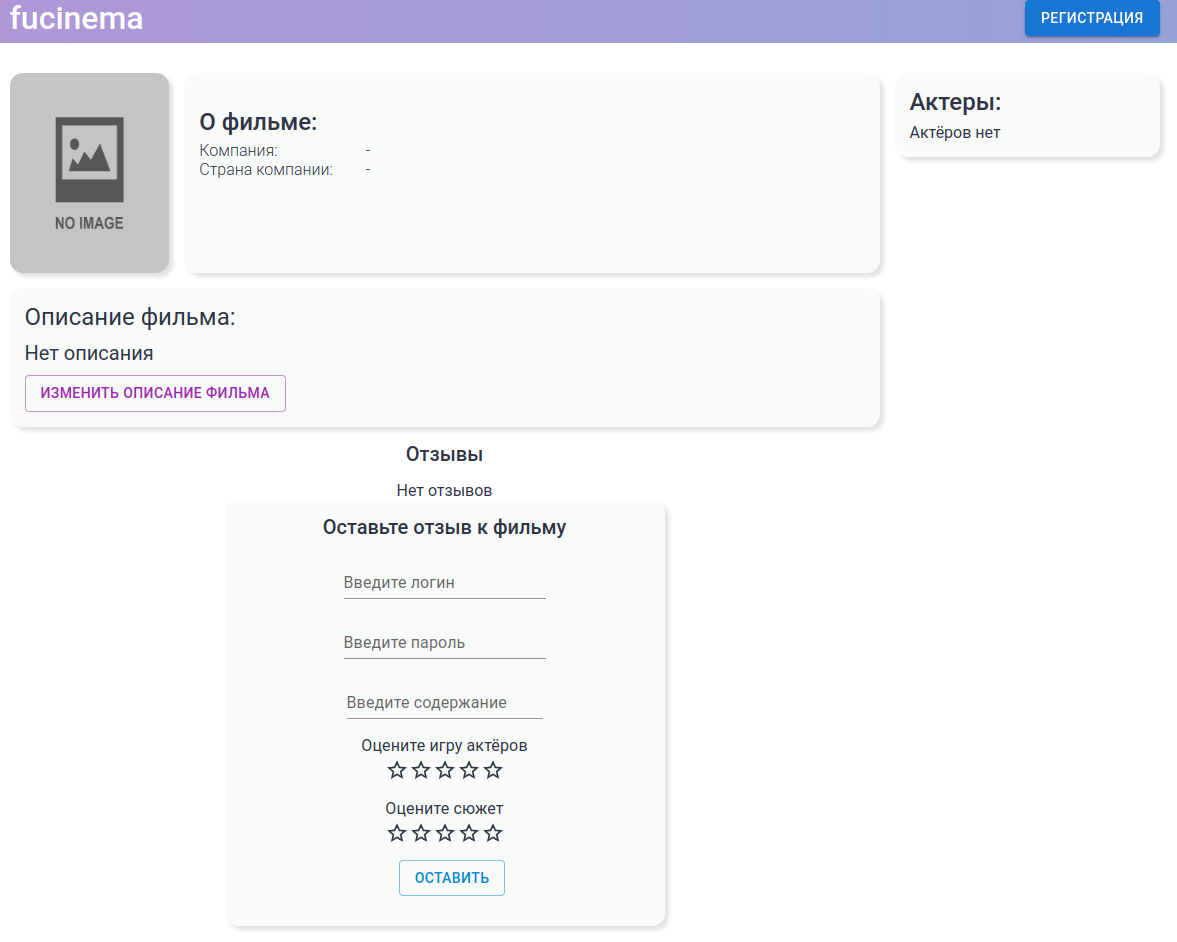 fucinema
РЕГИСТРАЦИЯ
NO IMAGE
О фильме:
Компания: -
Страна компании: -
Актеры:
Актёров нет
Описание фильма:
Нет описания
ИЗМЕНИТЬ ОПИСАНИЕ ФИЛЬМА
Отзывы
Нет отзывов
Оставьте отзыв к фильму
Введите логин
Введите пароль
Введите содержание
Оцените игру актёров
Оцените сюжет
ОСТАВИТЬ